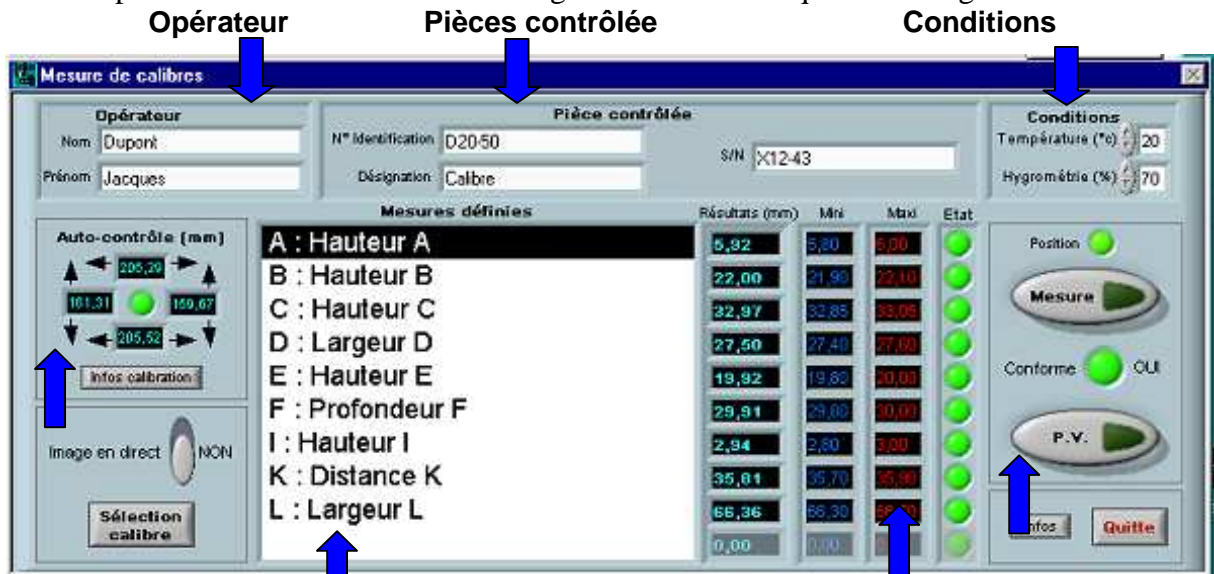 Opérateur Pièces contrôlée Conditions
Mesure de calibres
Opérateur
Nom Dupont
Prénom Jacques
Pièce contrôlée
N° Identification D20-50
Désignation Calibre
S/N X12-43
Conditions
Température (°c) 20
Hygrométrie (%) 70
Auto-contrôle (mm)
205,29
161,31 159,67
205,52
Infos calibration
Image en direct NON
Sélection
calibre
Mesures définies Résultats (mm) Mini Maxi Etat
A : Hauteur A 5,92 5,80 6,00
B : Hauteur B 22,00 21,90 22,10
C : Hauteur C 32,97 32,85 33,05
D : Largeur D 27,50 27,40 27,60
E : Hauteur E 19,92 19,80 20,00
F : Profondeur F 29,91 29,80 30,00
I : Hauteur I 2,94 2,80 3,00
K : Distance K 35,81 35,70 35,90
L : Largeur L 66,36 66,30
0,00 0,00
Position
Mesure
Conforme OUI
P.V.
Quitte